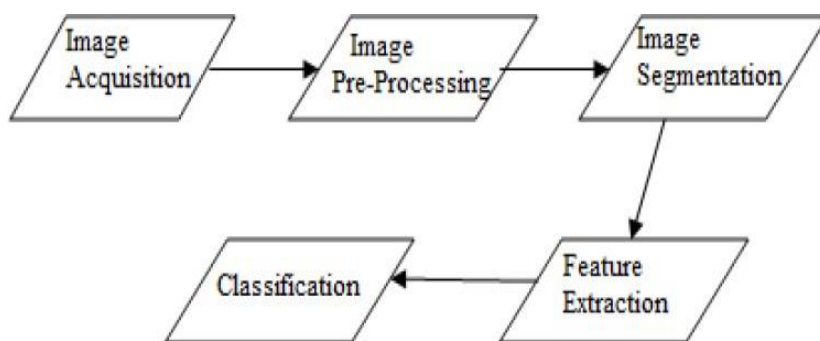 Image
Acquisition
Image
Pre-Processing
Image
Segmentation
Feature
Extraction
Classification